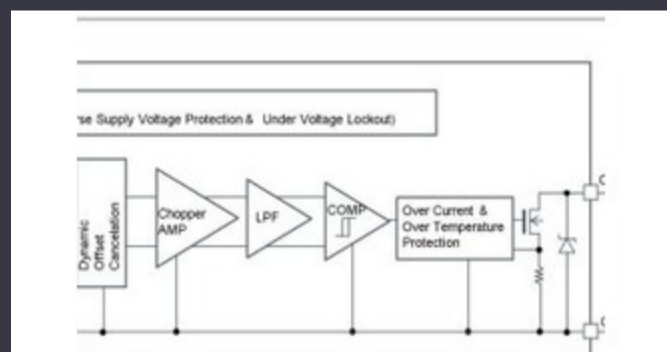 se Supply Voltage Protection & Under Voltage Lockout)
Dynamic
Offset
Cancelation
Chopper
AMP
LPF
COMP
Over Current &
Over Temperature
Protection